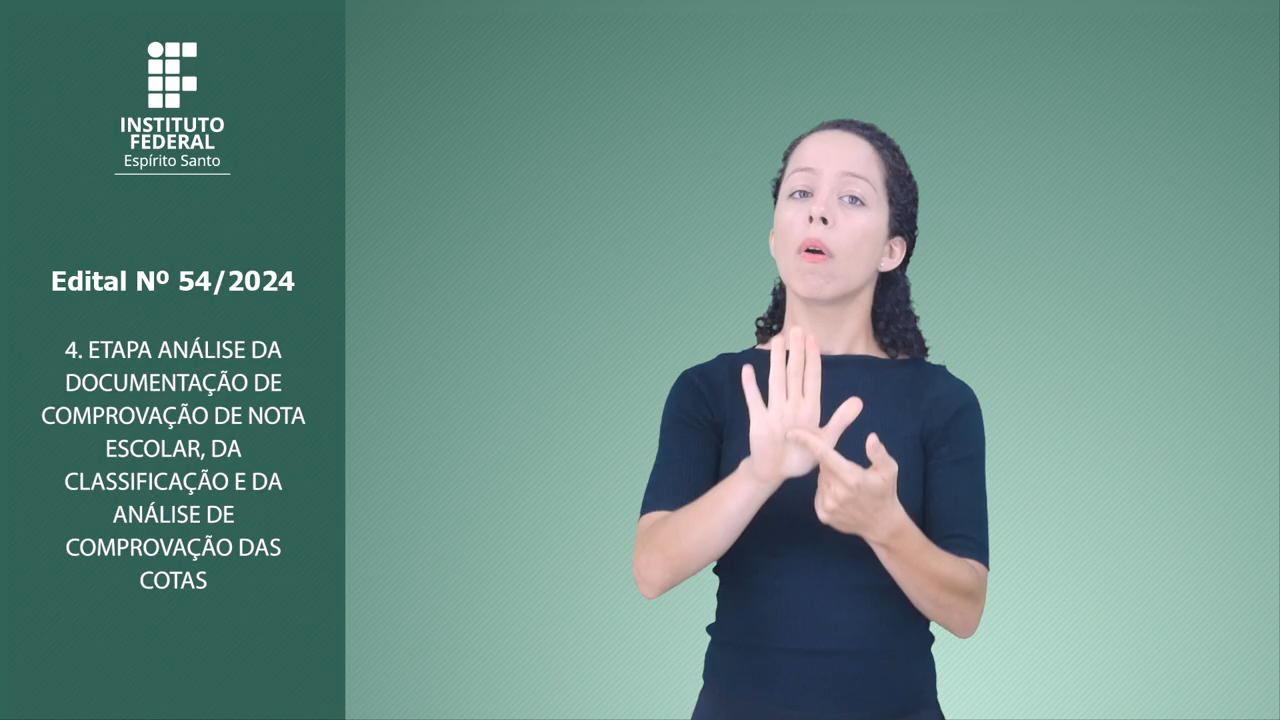 INSTITUTO
FEDERAL
Espírito Santo
Edital Nº 54/2024
4. ETAPA ANÁLISE DA
DOCUMENTAÇÃO DE
COMPROVAÇÃO DE NOTA
ESCOLAR, DA
CLASSIFICAÇÃO E DA
ANÁLISE DE
COMPROVAÇÃO DAS
COTAS